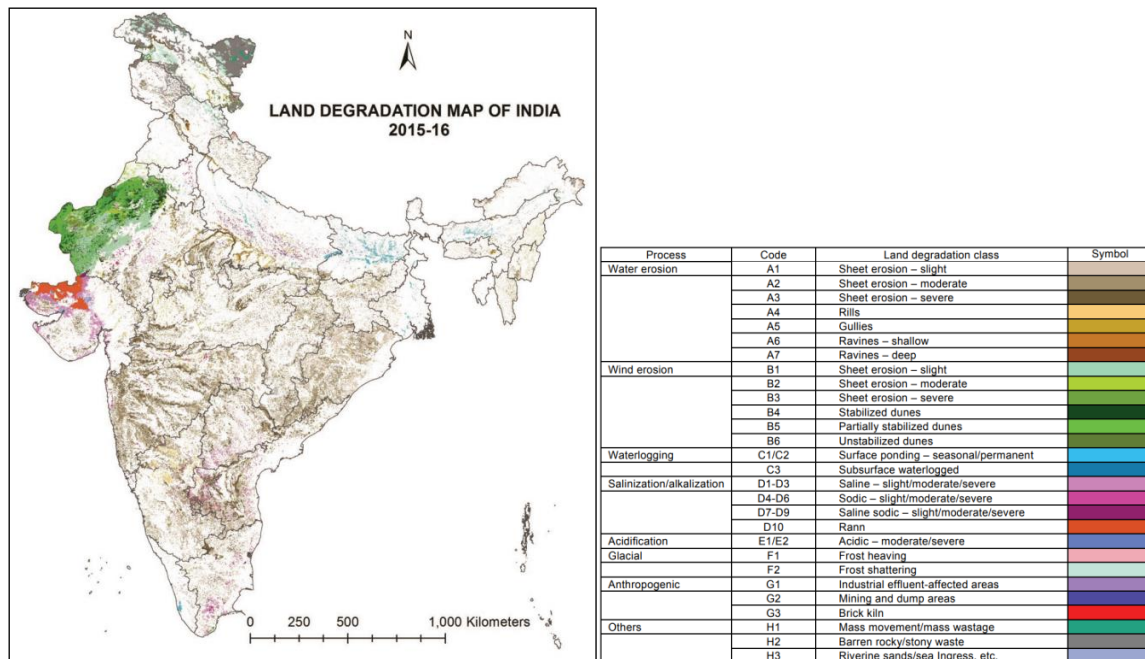 N
LAND DEGRADATION MAP OF INDIA
2015-16
0 250 500 1,000 Kilometers
Process Code Land degradation class Symbol
Water erosion A1 Sheet erosion – slight
A2 Sheet erosion – moderate
A3 Sheet erosion – severe
A4 Rills
A5 Gullies
A6 Ravines – shallow
A7 Ravines – deep
Wind erosion B1 Sheet erosion – slight
B2 Sheet erosion – moderate
B3 Sheet erosion – severe
B4 Stabilized dunes
B5 Partially stabilized dunes
B6 Unstabilized dunes
Waterlogging C1/C2 Surface ponding – seasonal/permanent
C3 Subsurface waterlogged
Salinization/alkalization D1-D3 Saline – slight/moderate/severe
D4-D6 Sodic – slight/moderate/severe
D7-D9 Saline sodic – slight/moderate/severe
D10 Rann
Acidification E1/E2 Acidic – moderate/severe
Glacial F1 Frost heaving
F2 Frost shattering
Anthropogenic G1 Industrial effluent-affected areas
G2 Mining and dump areas
G3 Brick kiln
Others H1 Mass movement/mass wastage
H2 Barren rocky/stony waste
H3 Riverine sands/sea Ingress, etc.